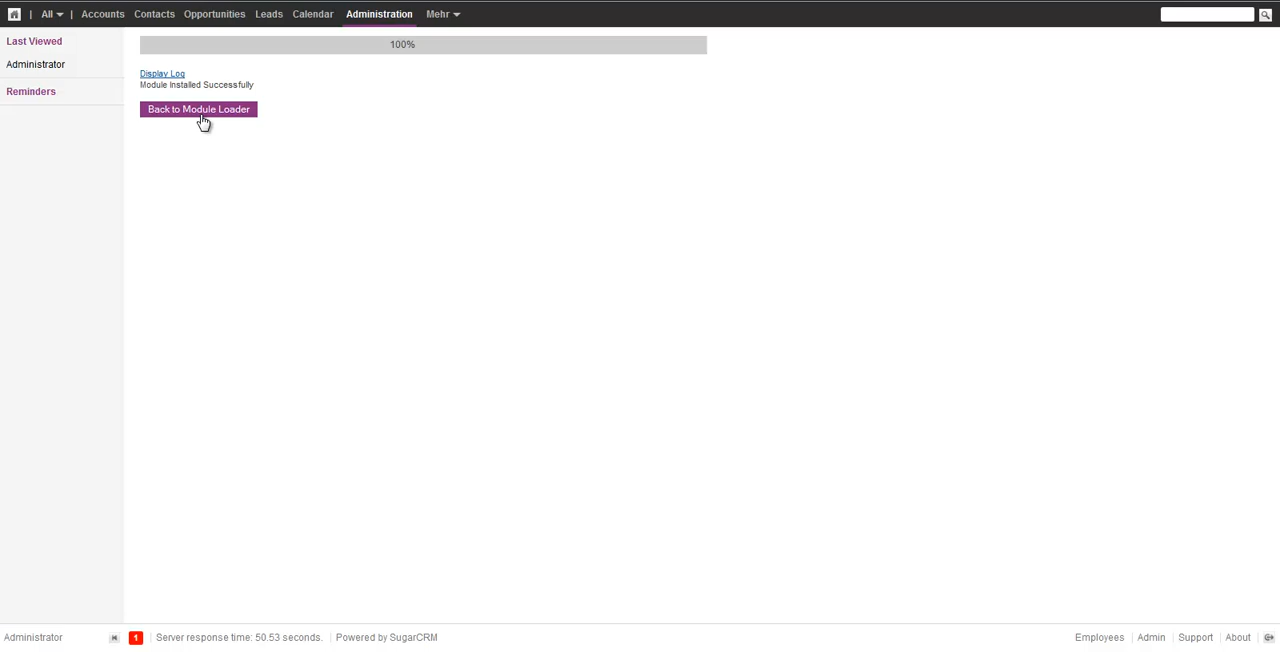 | All | Accounts Contacts Opportunities Leads Calendar Administration Mehr
Last Viewed
Administrator
Reminders
100%
Display Log
Module Installed Successfully
Back to Module Loader
Administrator 1 Server response time: 50.53 seconds. Powered by SugarCRM Employees Admin Support About